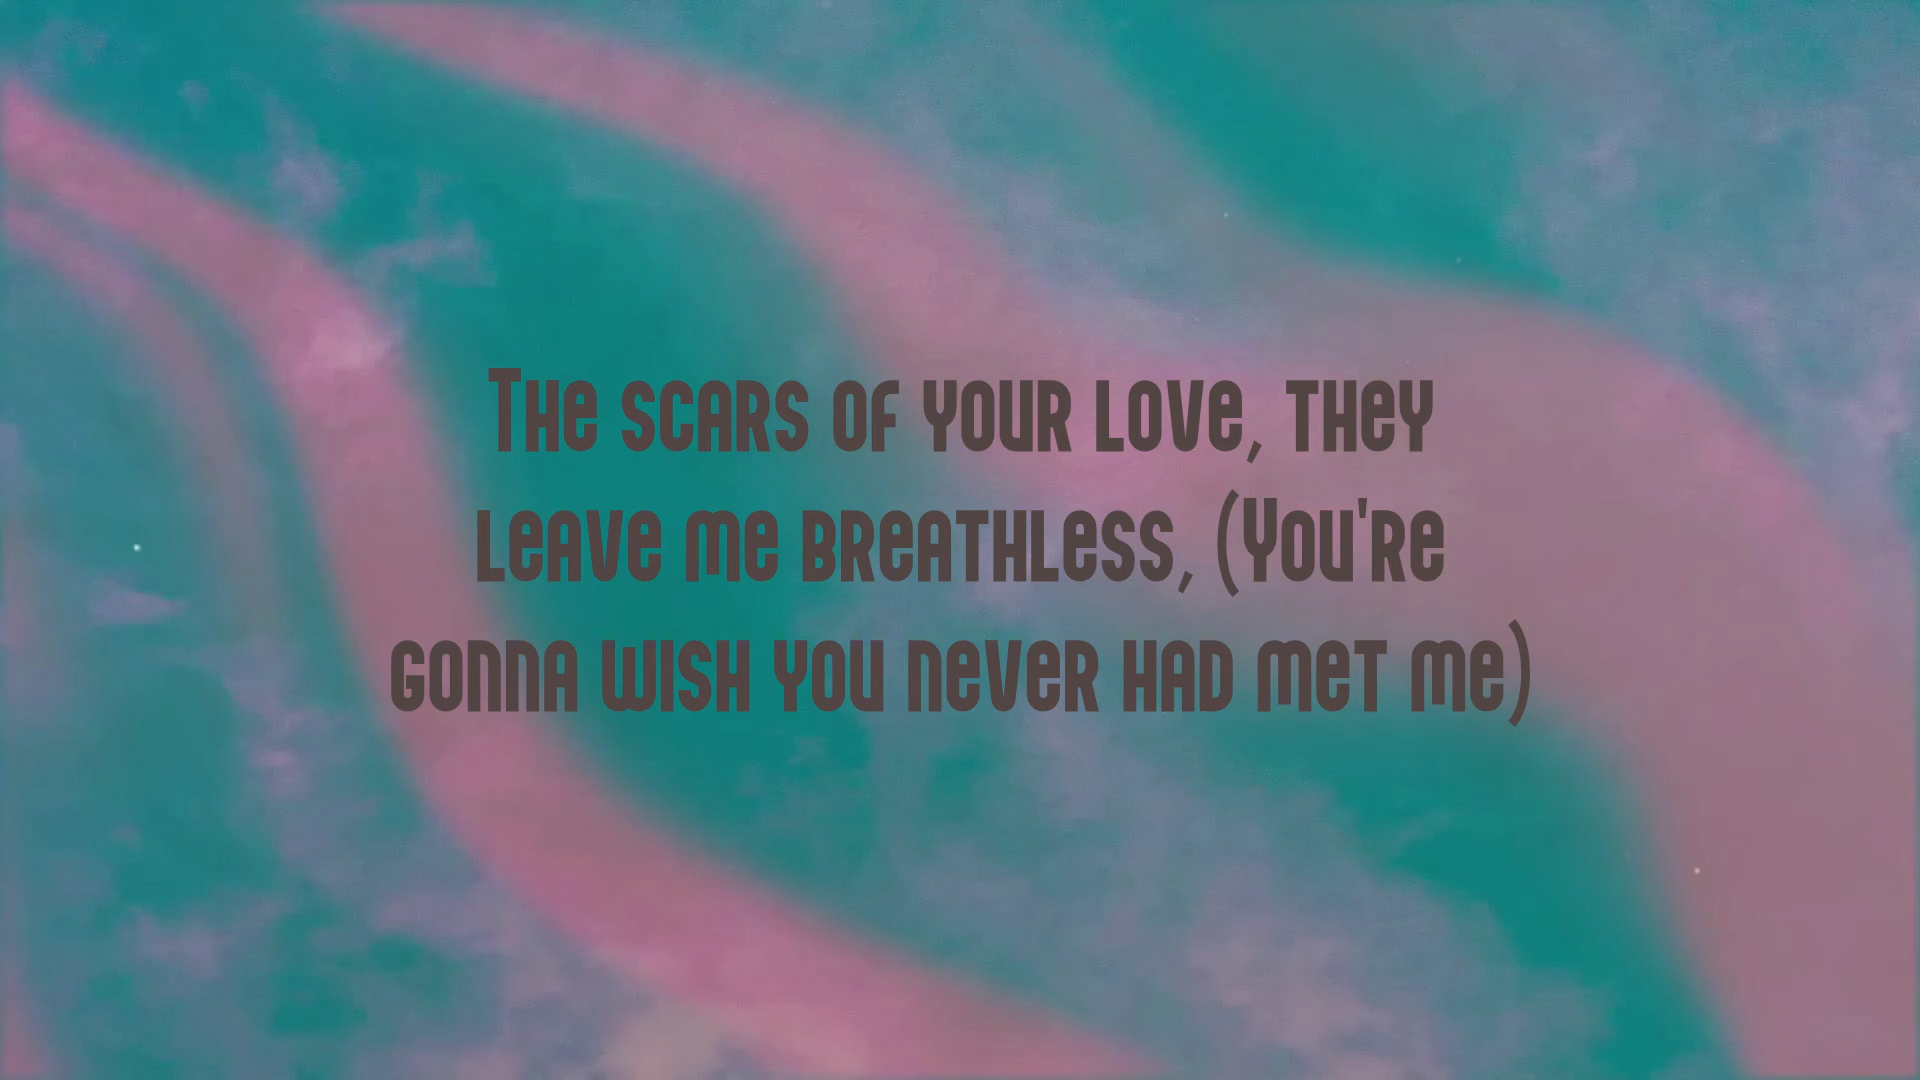 The scars of your love, they
leave me breathless, (You're
gonna wish you never had met me)